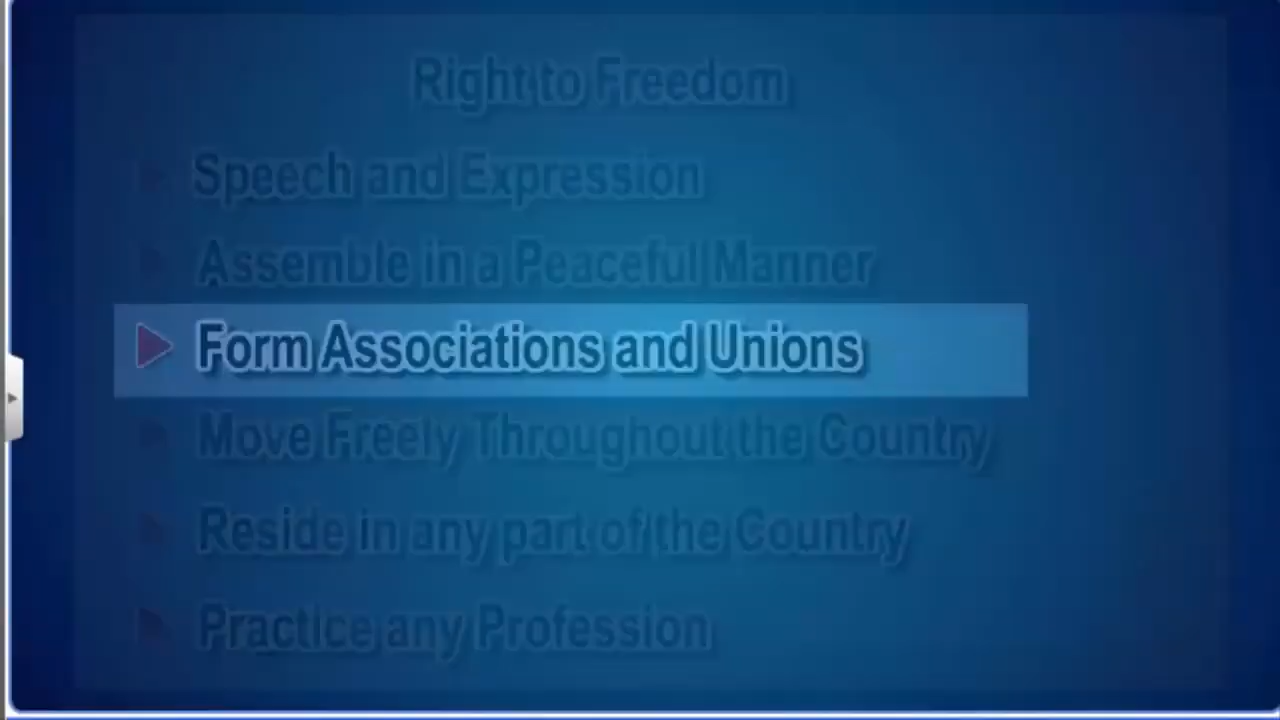 Right to Freedom
Speech and Expression
Assemble in a Peaceful Manner
Form Associations and Unions
Move Freely Throughout the Country
Reside in any part of the Country
Practice any Profession